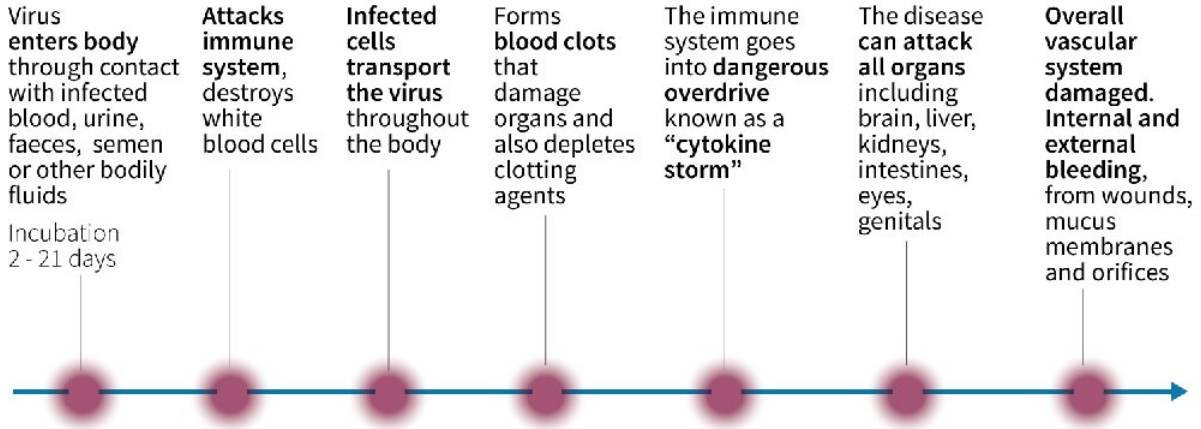 Virus
enters body
through contact
with infected
blood, urine,
faeces, semen
or other bodily
fluids
Incubation
2 - 21 days
Attacks
immune
system,
destroys
white
blood cells
Infected
cells
transport
the virus
throughout
the body
Forms
blood clots
that
damage
organs and
also depletes
clotting
agents
The immune
system goes
into dangerous
overdrive
known as a
“cytokine
storm”
The disease
can attack
all organs
including
brain, liver,
kidneys,
intestines,
eyes,
genitals
Overall
vascular
system
damaged.
Internal and
external
bleeding,
from wounds,
mucus
membranes
and orifices